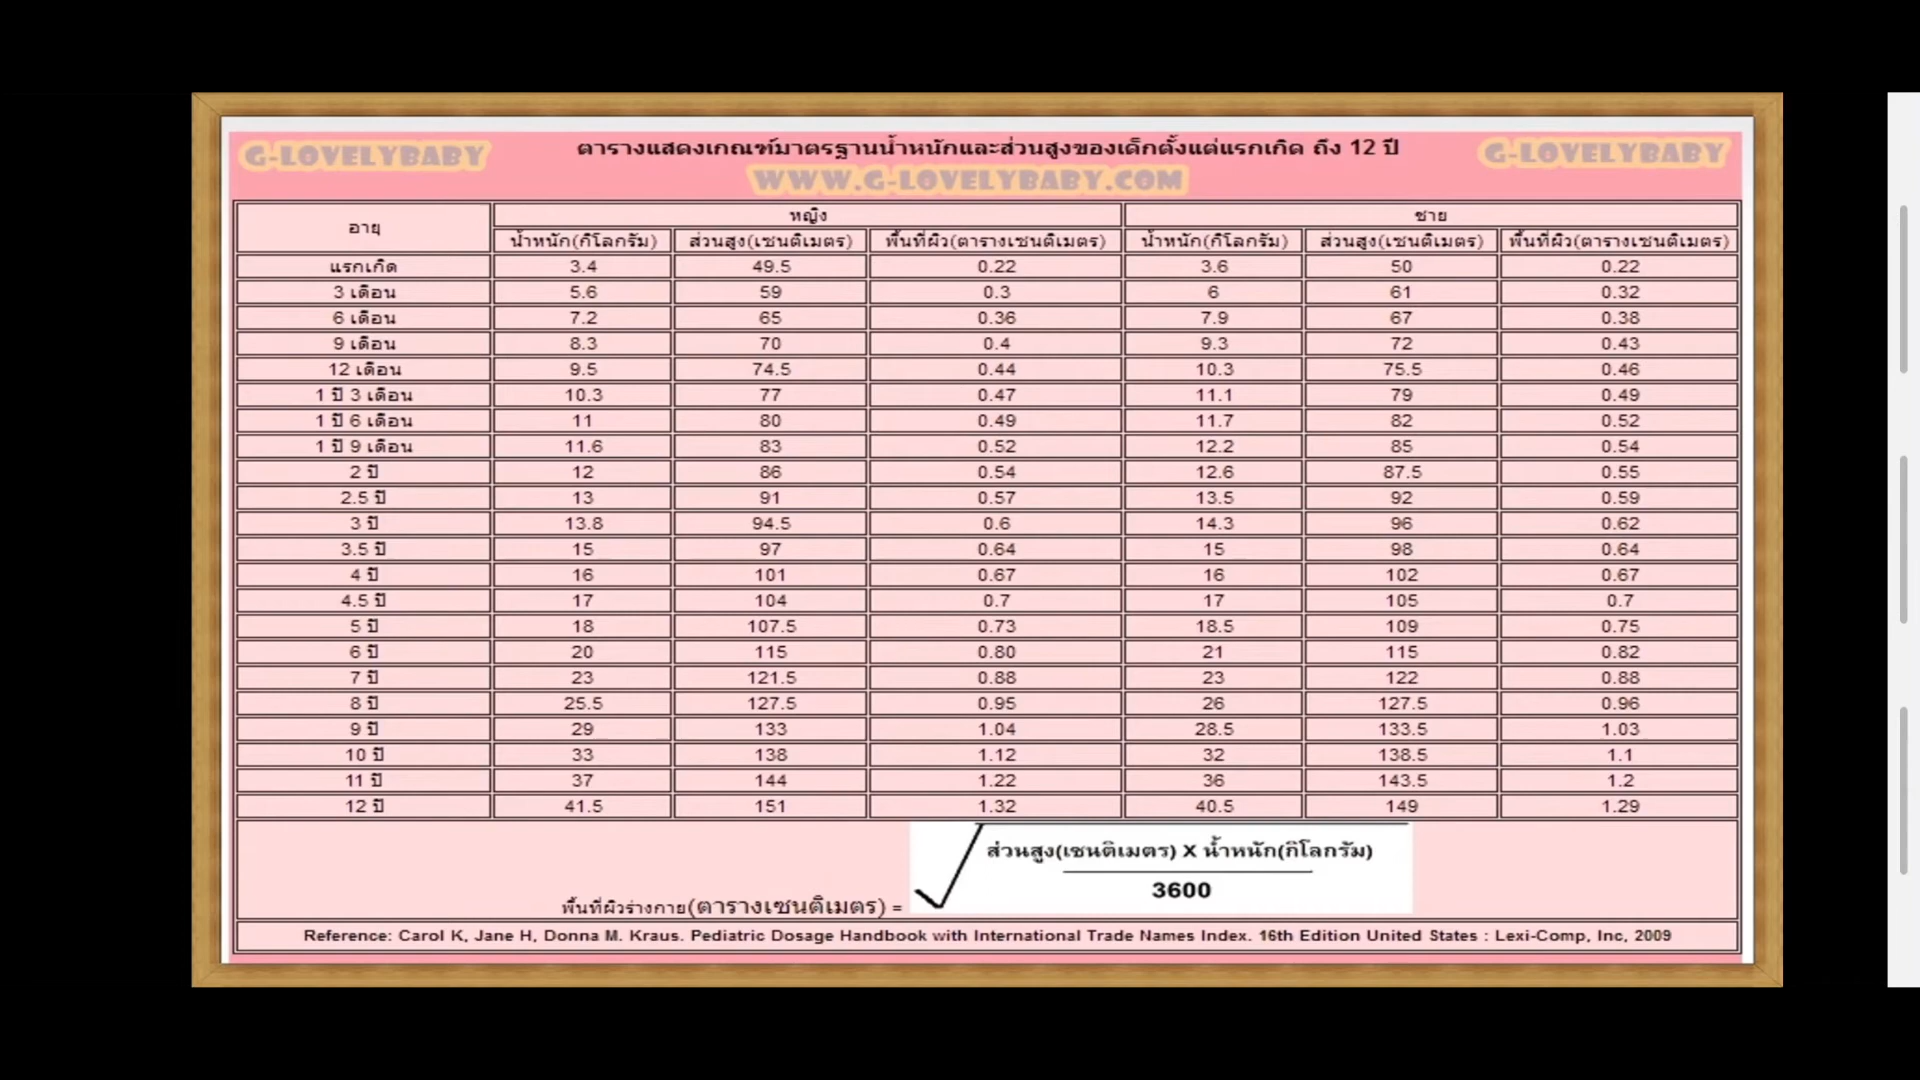 G-LOVELYBABY ตารางแสดงเกณฑ์มาตรฐานน้ำหนักและส่วนสูงของเด็กตั้งแต่แรกเกิด ถึง 12 ปี G-LOVELYBABY
WWW.G-LOVELYBABY.COM
อายุ หญิง ชาย
น้ำหนัก(กิโลกรัม) ส่วนสูง(เซนติเมตร) พื้นที่ผิว(ตารางเซนติเมตร) น้ำหนัก(กิโลกรัม) ส่วนสูง(เซนติเมตร) พื้นที่ผิว(ตารางเซนติเมตร)
แรกเกิด 3.4 49.5 0.22 3.6 50 0.22
3 เดือน 5.6 59 0.3 6 61 0.32
6 เดือน 7.2 65 0.36 7.9 67 0.38
9 เดือน 8.3 70 0.4 9.3 72 0.43
12 เดือน 9.5 74.5 0.44 10.3 75.5 0.46
1 ปี 3 เดือน 10.3 77 0.47 11.1 79 0.49
1 ปี 6 เดือน 11 80 0.49 11.7 82 0.52
1 ปี 9 เดือน 11.6 83 0.52 12.2 85 0.54
2 ปี 12 86 0.54 12.6 87.5 0.55
2.5 ปี 13 91 0.57 13.5 92 0.59
3 ปี 13.8 94.5 0.6 14.3 96 0.62
3.5 ปี 15 97 0.64 15 98 0.64
4 ปี 16 101 0.67 16 102 0.67
4.5 ปี 17 104 0.7 17 105 0.7
5 ปี 18 107.5 0.73 18.5 109 0.75
6 ปี 20 115 0.80 21 115 0.82
7 ปี 23 121.5 0.88 23 122 0.88
8 ปี 25.5 127.5 0.95 26 127.5 0.96
9 ปี 29 133 1.04 28.5 133.5 1.03
10 ปี 33 138 1.12 32 138.5 1.1
11 ปี 37 144 1.22 36 143.5 1.2
12 ปี 41.5 151 1.32 40.5 149 1.29
ส่วนสูง(เซนติเมตร) X น้ำหนัก(กิโลกรัม)
3600
พื้นที่ผิวร่างกาย(ตารางเซนติเมตร) =
Reference: Carol K, Jane H, Donna M. Kraus. Pediatric Dosage Handbook with International Trade Names Index. 16th Edition United States : Lexi-Comp, Inc, 2009